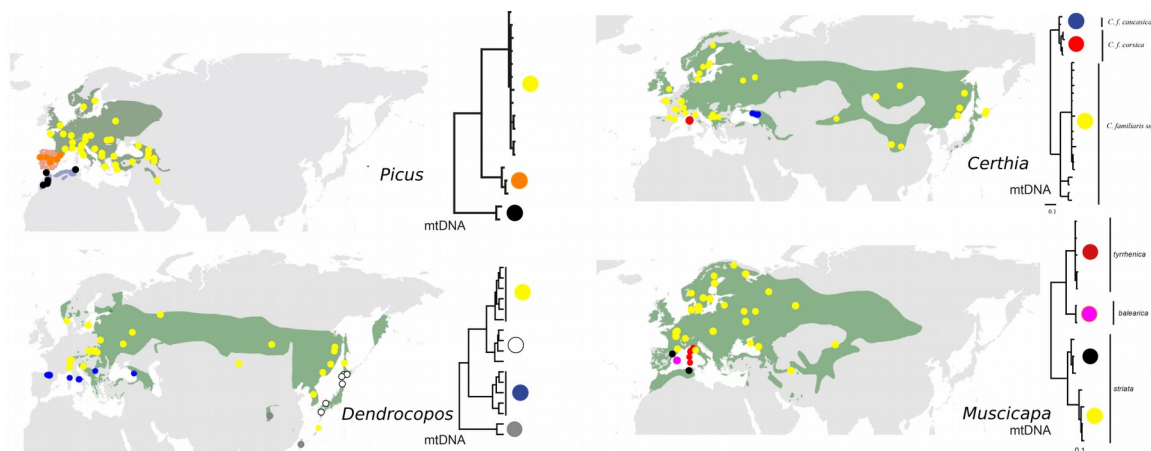 Picus
mtDNA
C. f. caucasica
C. f. corsica
C. familiaris ss
Certhia
mtDNA
0.1
Dendrocopos
mtDNA
tyrrhenica
balearica
striata
Muscicapa
mtDNA
0.1